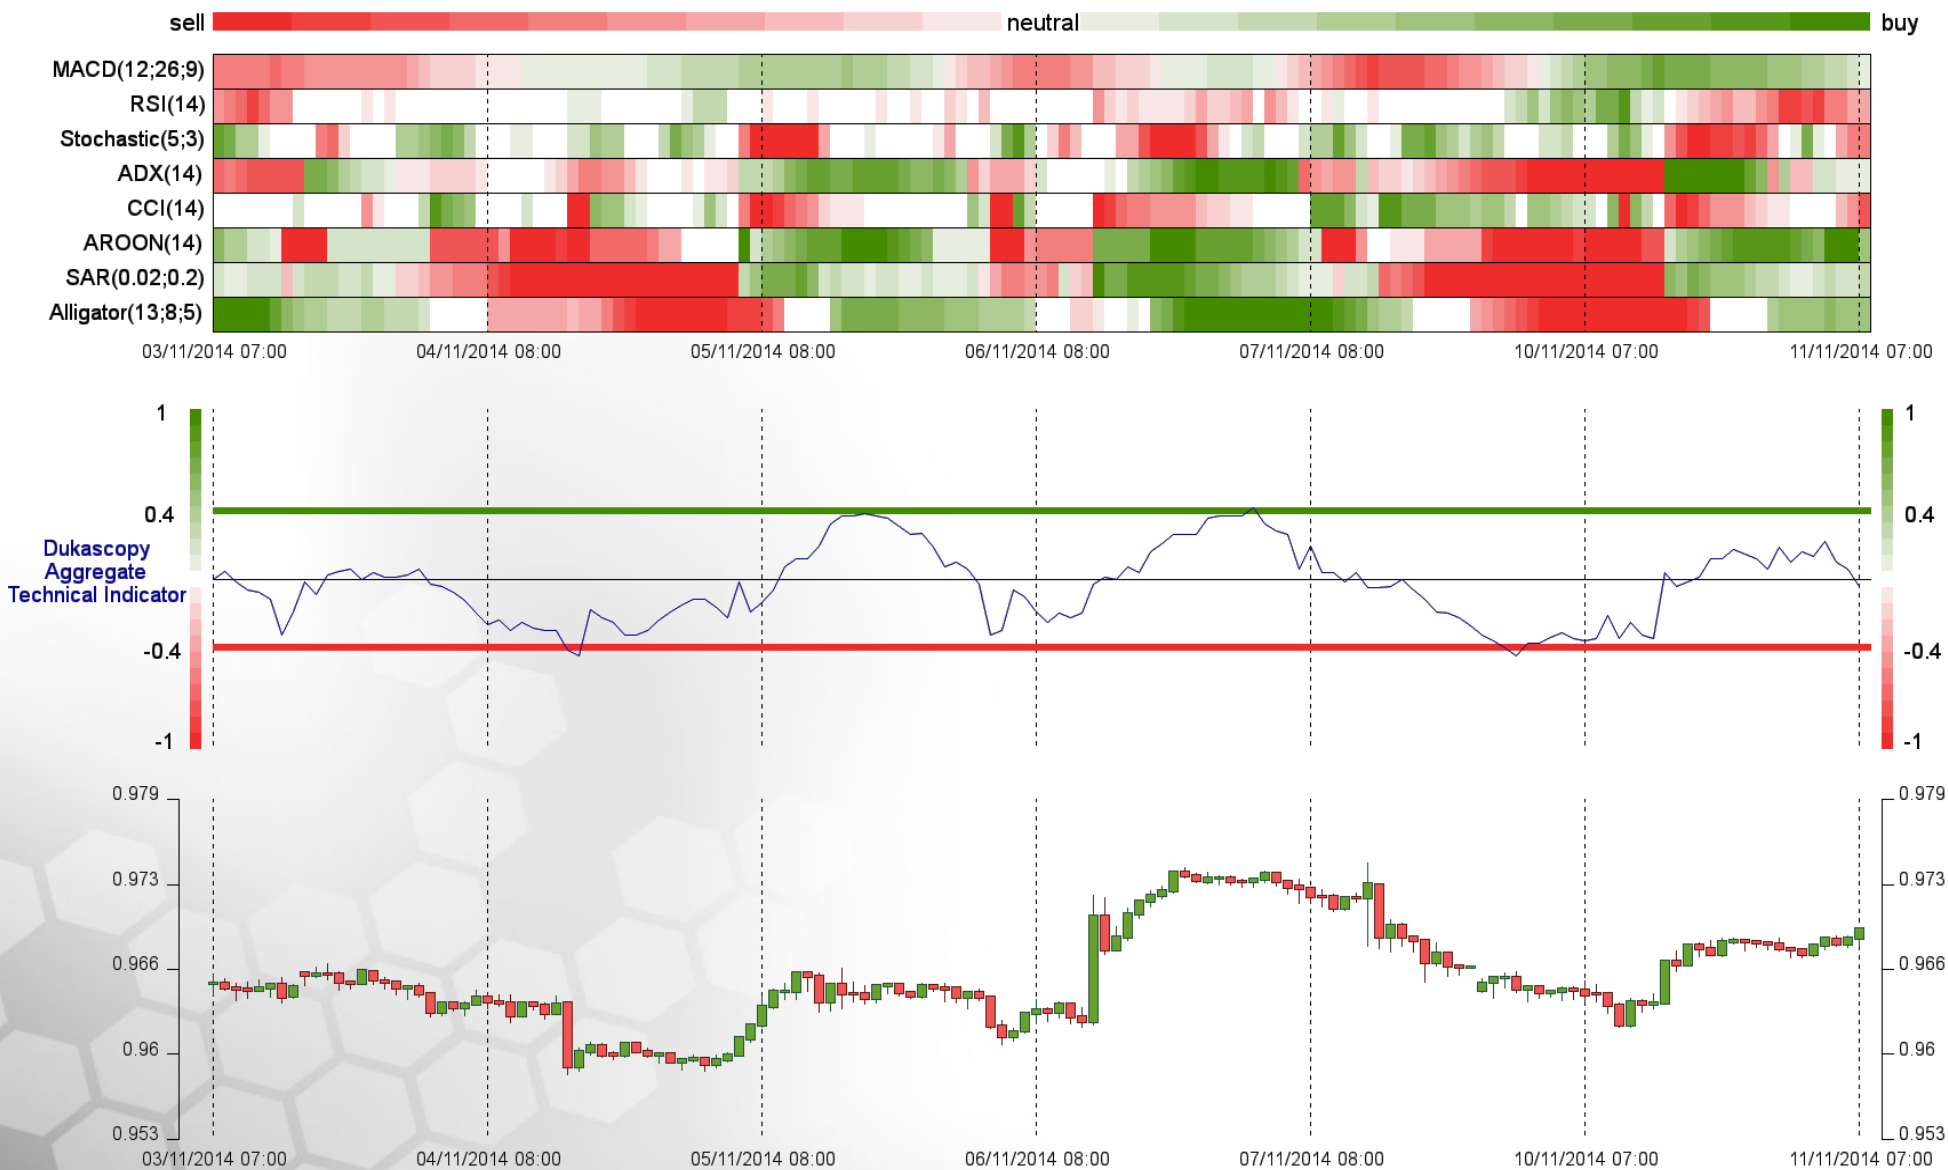 sell neutral buy
MACD(12;26;9)
RSI(14)
Stochastic(5;3)
ADX(14)
CCI(14)
AROON(14)
SAR(0.02;0.2)
Alligator(13;8;5)
03/11/2014 07:00 04/11/2014 08:00 05/11/2014 08:00 06/11/2014 08:00 07/11/2014 08:00 10/11/2014 07:00 11/11/2014 07:00
1 1
0.4 0.4
Dukascopy
Aggregate
Technical Indicator
-0.4 -0.4
-1 -1
0.979 0.979
0.973 0.973
0.966 0.966
0.96 0.96
0.953 0.953
03/11/2014 07:00 04/11/2014 08:00 05/11/2014 08:00 06/11/2014 08:00 07/11/2014 08:00 10/11/2014 07:00 11/11/2014 07:00